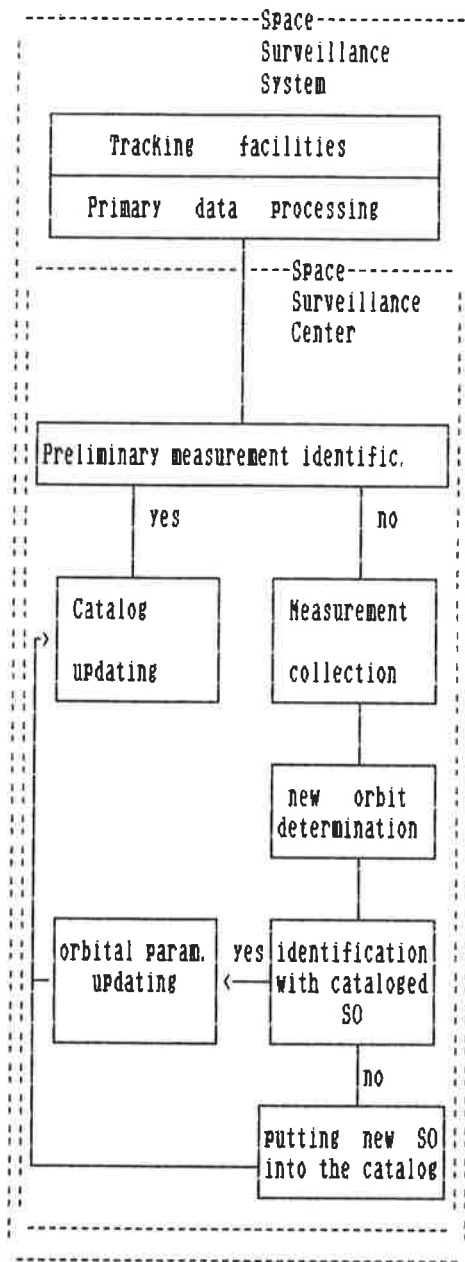 Space
Surveillance
System
Tracking facilities
Primary data processing
Space
Surveillance
Center
Preliminary measurement identific.
yes
no
Catalog
updating
Measurement
collection
new orbit
determination
orbital param.
updating
yes
identification
with cataloged
SO
no
putting new SO
into the catalog